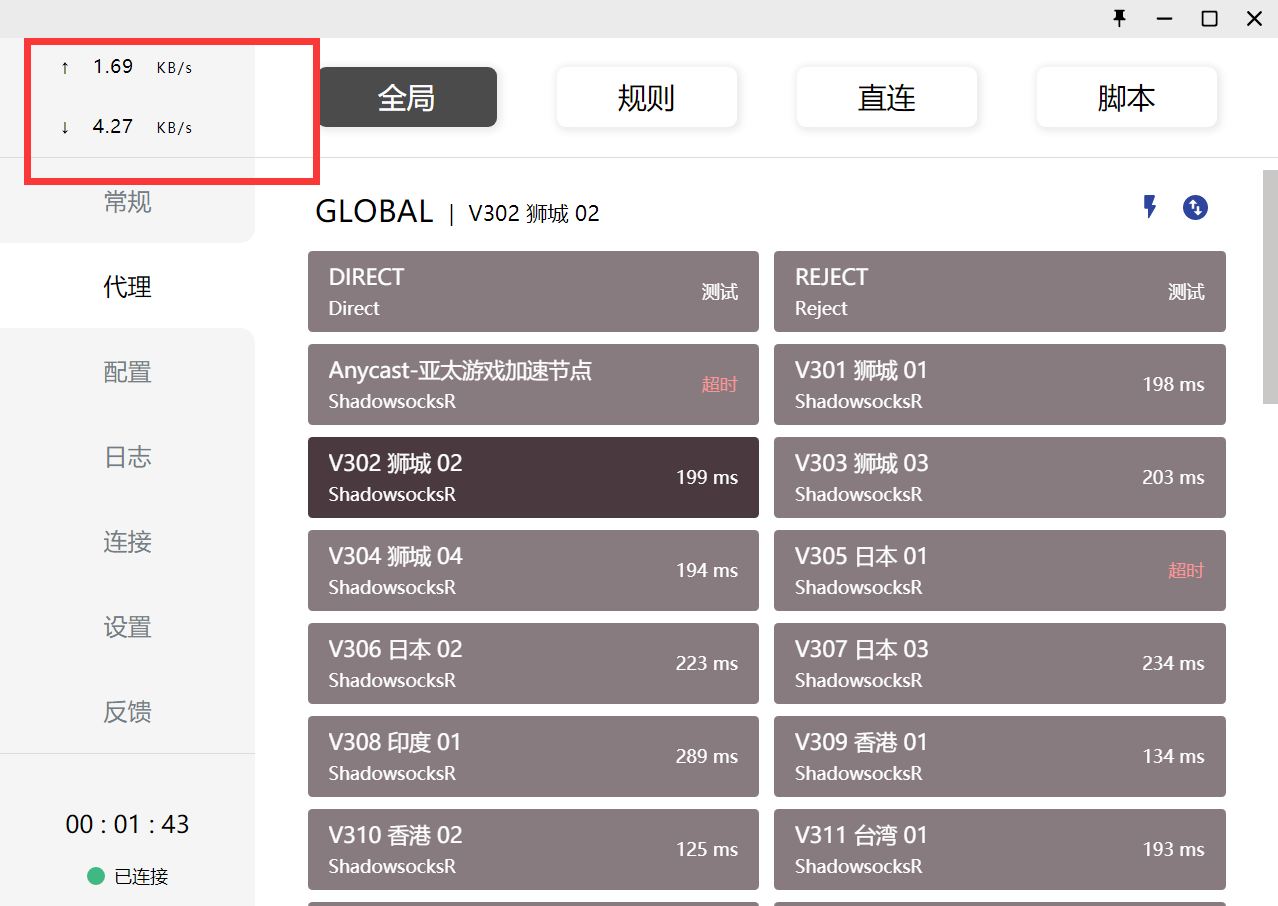 ↑ 1.69 KB/s
↓ 4.27 KB/s
全局
规则
直连
脚本
常规
代理
配置
日志
连接
设置
反馈
00 : 01 : 43
已连接
GLOBAL | V302 狮城 02
DIRECT
Direct
测试
REJECT
Reject
测试
Anycast-亚太游戏加速节点
ShadowsocksR
超时
V301 狮城 01
ShadowsocksR
198 ms
V302 狮城 02
ShadowsocksR
199 ms
V303 狮城 03
ShadowsocksR
203 ms
V304 狮城 04
ShadowsocksR
194 ms
V305 日本 01
ShadowsocksR
超时
V306 日本 02
ShadowsocksR
223 ms
V307 日本 03
ShadowsocksR
234 ms
V308 印度 01
ShadowsocksR
289 ms
V309 香港 01
ShadowsocksR
134 ms
V310 香港 02
ShadowsocksR
125 ms
V311 台湾 01
ShadowsocksR
193 ms